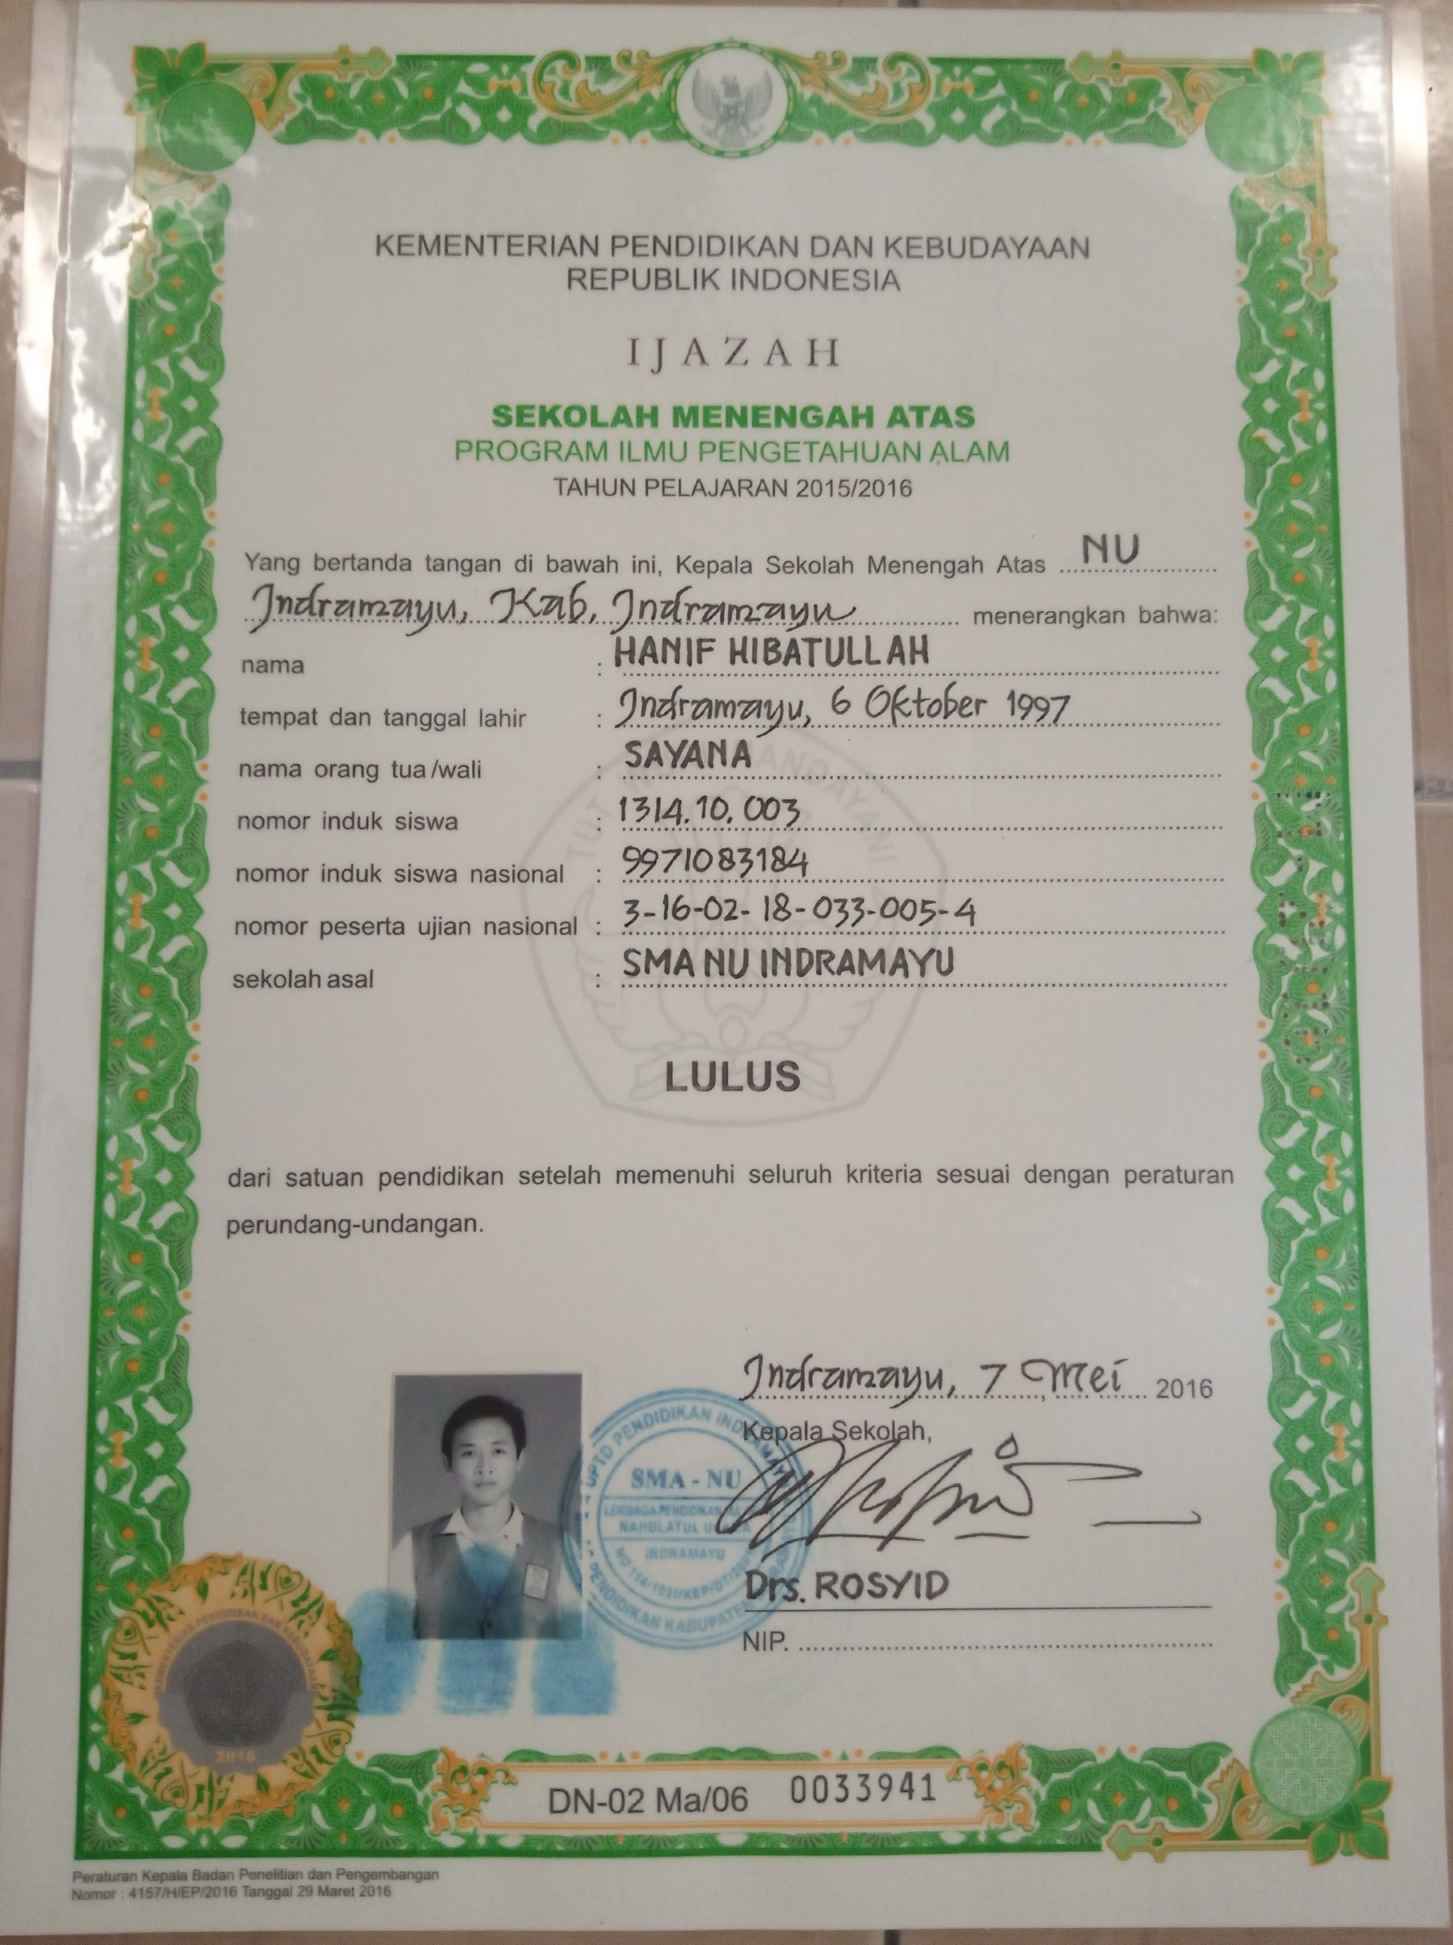 KEMENTERIAN PENDIDIKAN DAN KEBUDAYAAN
REPUBLIK INDONESIA
IJAZAH
SEKOLAH MENENGAH ATAS
PROGRAM ILMU PENGETAHUAN ALAM
TAHUN PELAJARAN 2015/2016
Yang bertanda tangan di bawah ini, Kepala Sekolah Menengah Atas NU
Indramayu, Kab. Indramayu menerangkan bahwa:
nama : HANIF HIBATULLAH
tempat dan tanggal lahir : Indramayu, 6 Oktober 1997
nama orang tua/wali : SAYANA
nomor induk siswa : 1314.10.003
nomor induk siswa nasional : 9971083184
nomor peserta ujian nasional : 3-16-02-18-033-005-4
sekolah asal : SMA NU INDRAMAYU
LULUS
dari satuan pendidikan setelah memenuhi seluruh kriteria sesuai dengan peraturan
perundang-undangan.
Indramayu, 7 Mei 2016
Kepala Sekolah,
SMA - NU
INDRAMAYU
Drs. ROSYID
NIP.
2016
DN-02 Ma/06 0033941
Peraturan Kepala Badan Penelitian dan Pengembangan
Nomor : 4157/H/EP/2016 Tanggal 29 Maret 2016